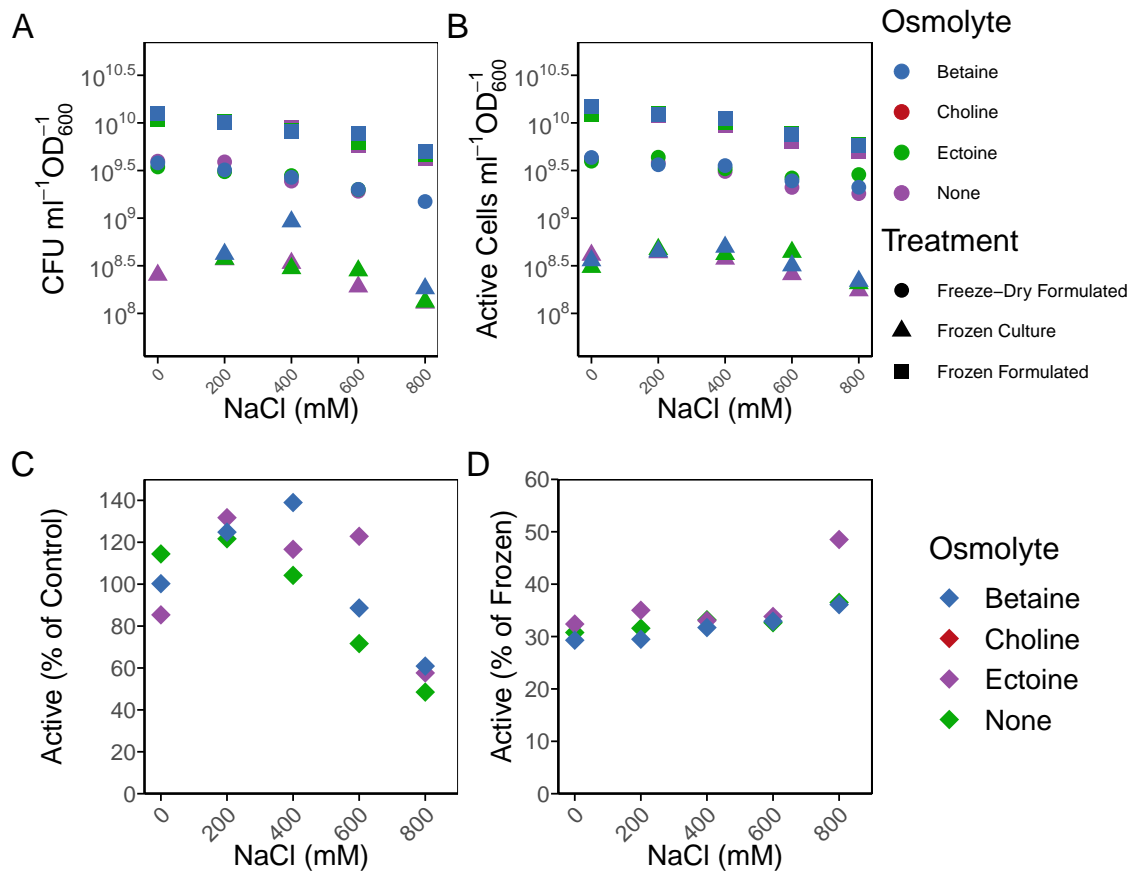 A
CFU ml⁻¹OD₆₀₀⁻¹
10^10.5
10^10
10^9.5
10^9
10^8.5
10^8
0
200
400
600
800
NaCl (mM)
B
Active Cells ml⁻¹OD₆₀₀⁻¹
10^10.5
10^10
10^9.5
10^9
10^8.5
10^8
0
200
400
600
800
NaCl (mM)
Osmolyte
Betaine
Choline
Ectoine
None
Treatment
Freeze−Dry Formulated
Frozen Culture
Frozen Formulated
C
Active (% of Control)
140
120
100
80
60
40
20
0
0
200
400
600
800
NaCl (mM)
D
Active (% of Frozen)
60
50
40
30
20
10
0
0
200
400
600
800
NaCl (mM)
Osmolyte
Betaine
Choline
Ectoine
None